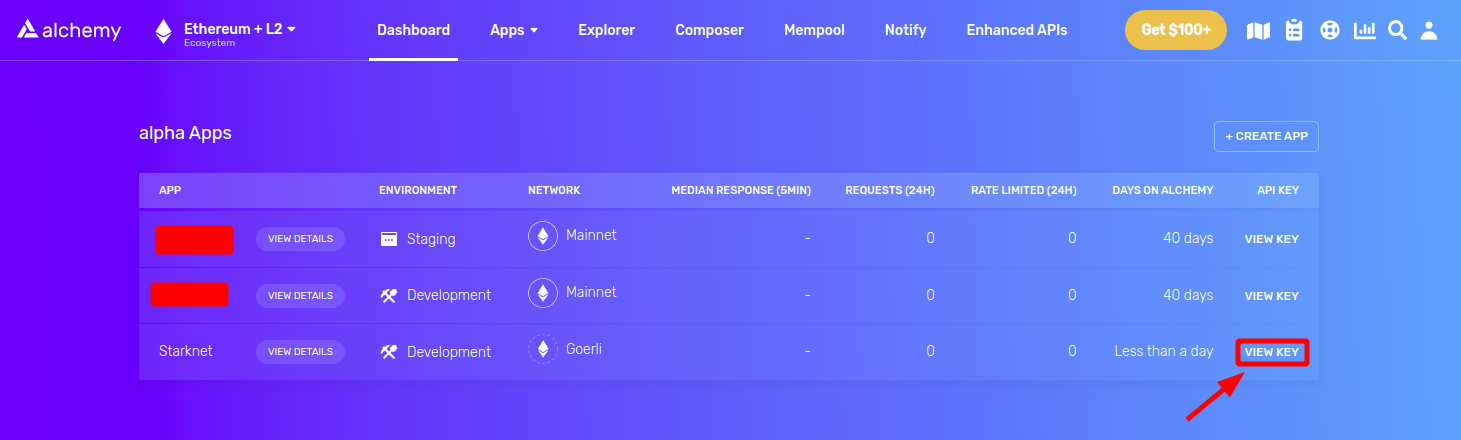 alchemy Ethereum + L2 Dashboard Apps Explorer Composer Mempool Notify Enhanced APIs Get $100+
Ecosystem
alpha Apps + CREATE APP
APP ENVIRONMENT NETWORK MEDIAN RESPONSE (5MIN) REQUESTS (24H) RATE LIMITED (24H) DAYS ON ALCHEMY API KEY
VIEW DETAILS Staging Mainnet - 0 0 40 days VIEW KEY
VIEW DETAILS Development Mainnet - 0 0 40 days VIEW KEY
Starknet VIEW DETAILS Development Goerli - 0 0 Less than a day VIEW KEY